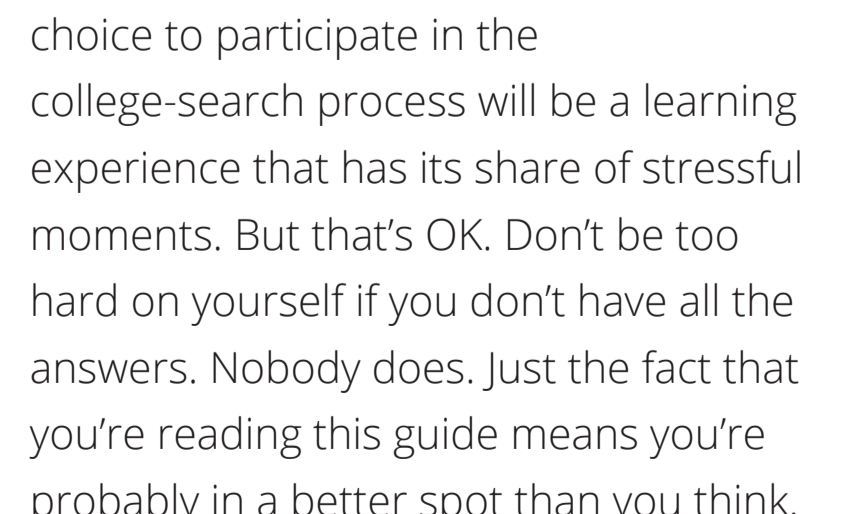 choice to participate in the
college-search process will be a learning
experience that has its share of stressful
moments. But that’s OK. Don’t be too
hard on yourself if you don’t have all the
answers. Nobody does. Just the fact that
you’re reading this guide means you’re
probably in a better spot than you think.